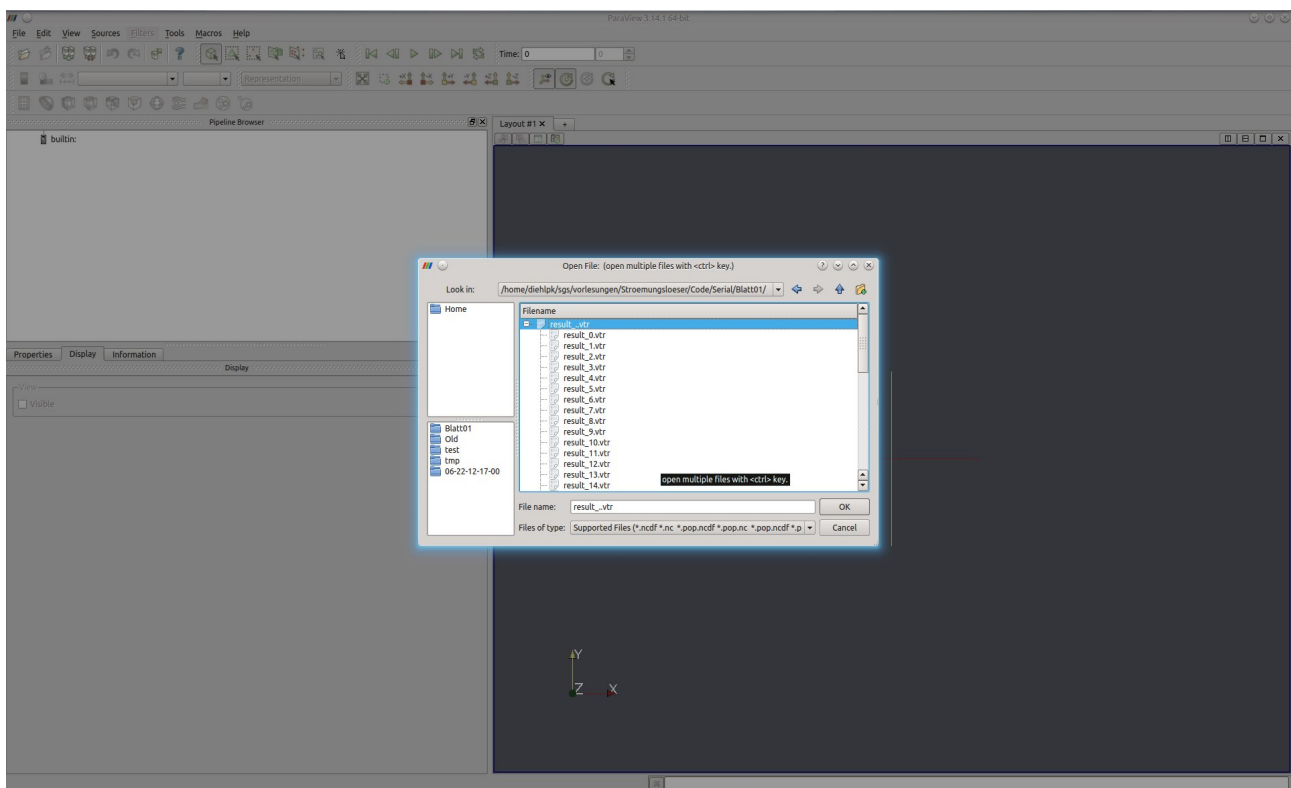 ParaView 3.14.1 64-bit
File Edit View Sources Filters Tools Macros Help
Time: 0 0
Representation
Pipeline Browser
Layout #1 × +
builtin:
Open File: (open multiple files with <ctrl> key.)
Look in: /home/diehlpk/sgs/vorlesungen/Stroemungsloeser/Code/Serial/Blatt01/
Home
Filename
result_..vtr
result_0.vtr
result_1.vtr
result_2.vtr
result_3.vtr
result_4.vtr
result_5.vtr
result_6.vtr
result_7.vtr
result_8.vtr
result_9.vtr
result_10.vtr
result_11.vtr
result_12.vtr
result_13.vtr
result_14.vtr
open multiple files with <ctrl> key.
Blatt01
Old
test
tmp
06-22-12-17-00
File name: result_..vtr OK
Files of type: Supported Files (*.ncdf *.nc *.pop.ncdf *.pop.nc *.pop.ncdf *.p Cancel
Properties Display Information
Display
View
Visible
Y
Z X